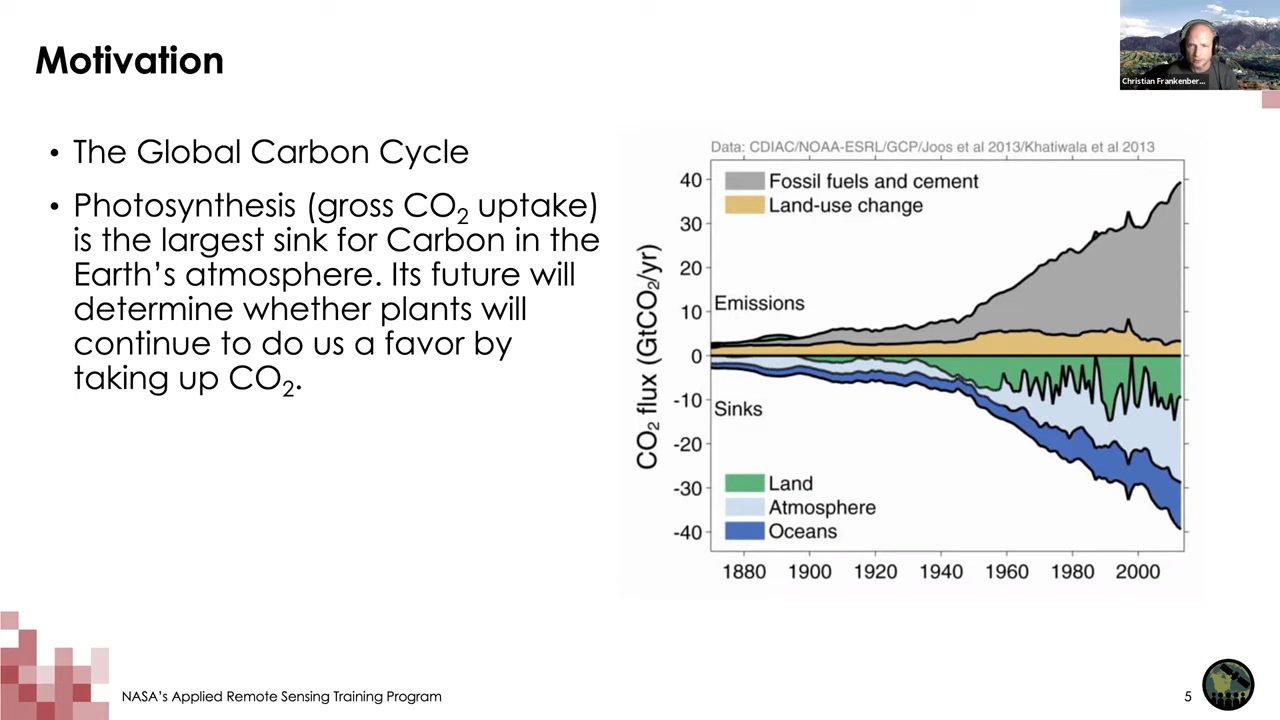 Motivation
Christian Frankenber...
• The Global Carbon Cycle
• Photosynthesis (gross CO₂ uptake)
is the largest sink for Carbon in the
Earth’s atmosphere. Its future will
determine whether plants will
continue to do us a favor by
taking up CO₂.
Data: CDIAC/NOAA-ESRL/GCP/Joos et al 2013/Khatiwala et al 2013
Fossil fuels and cement
Land-use change
CO₂ flux (GtCO₂/yr)
40
30
20
10
0
-10
-20
-30
-40
Emissions
Sinks
Land
Atmosphere
Oceans
1880 1900 1920 1940 1960 1980 2000
NASA’s Applied Remote Sensing Training Program
5